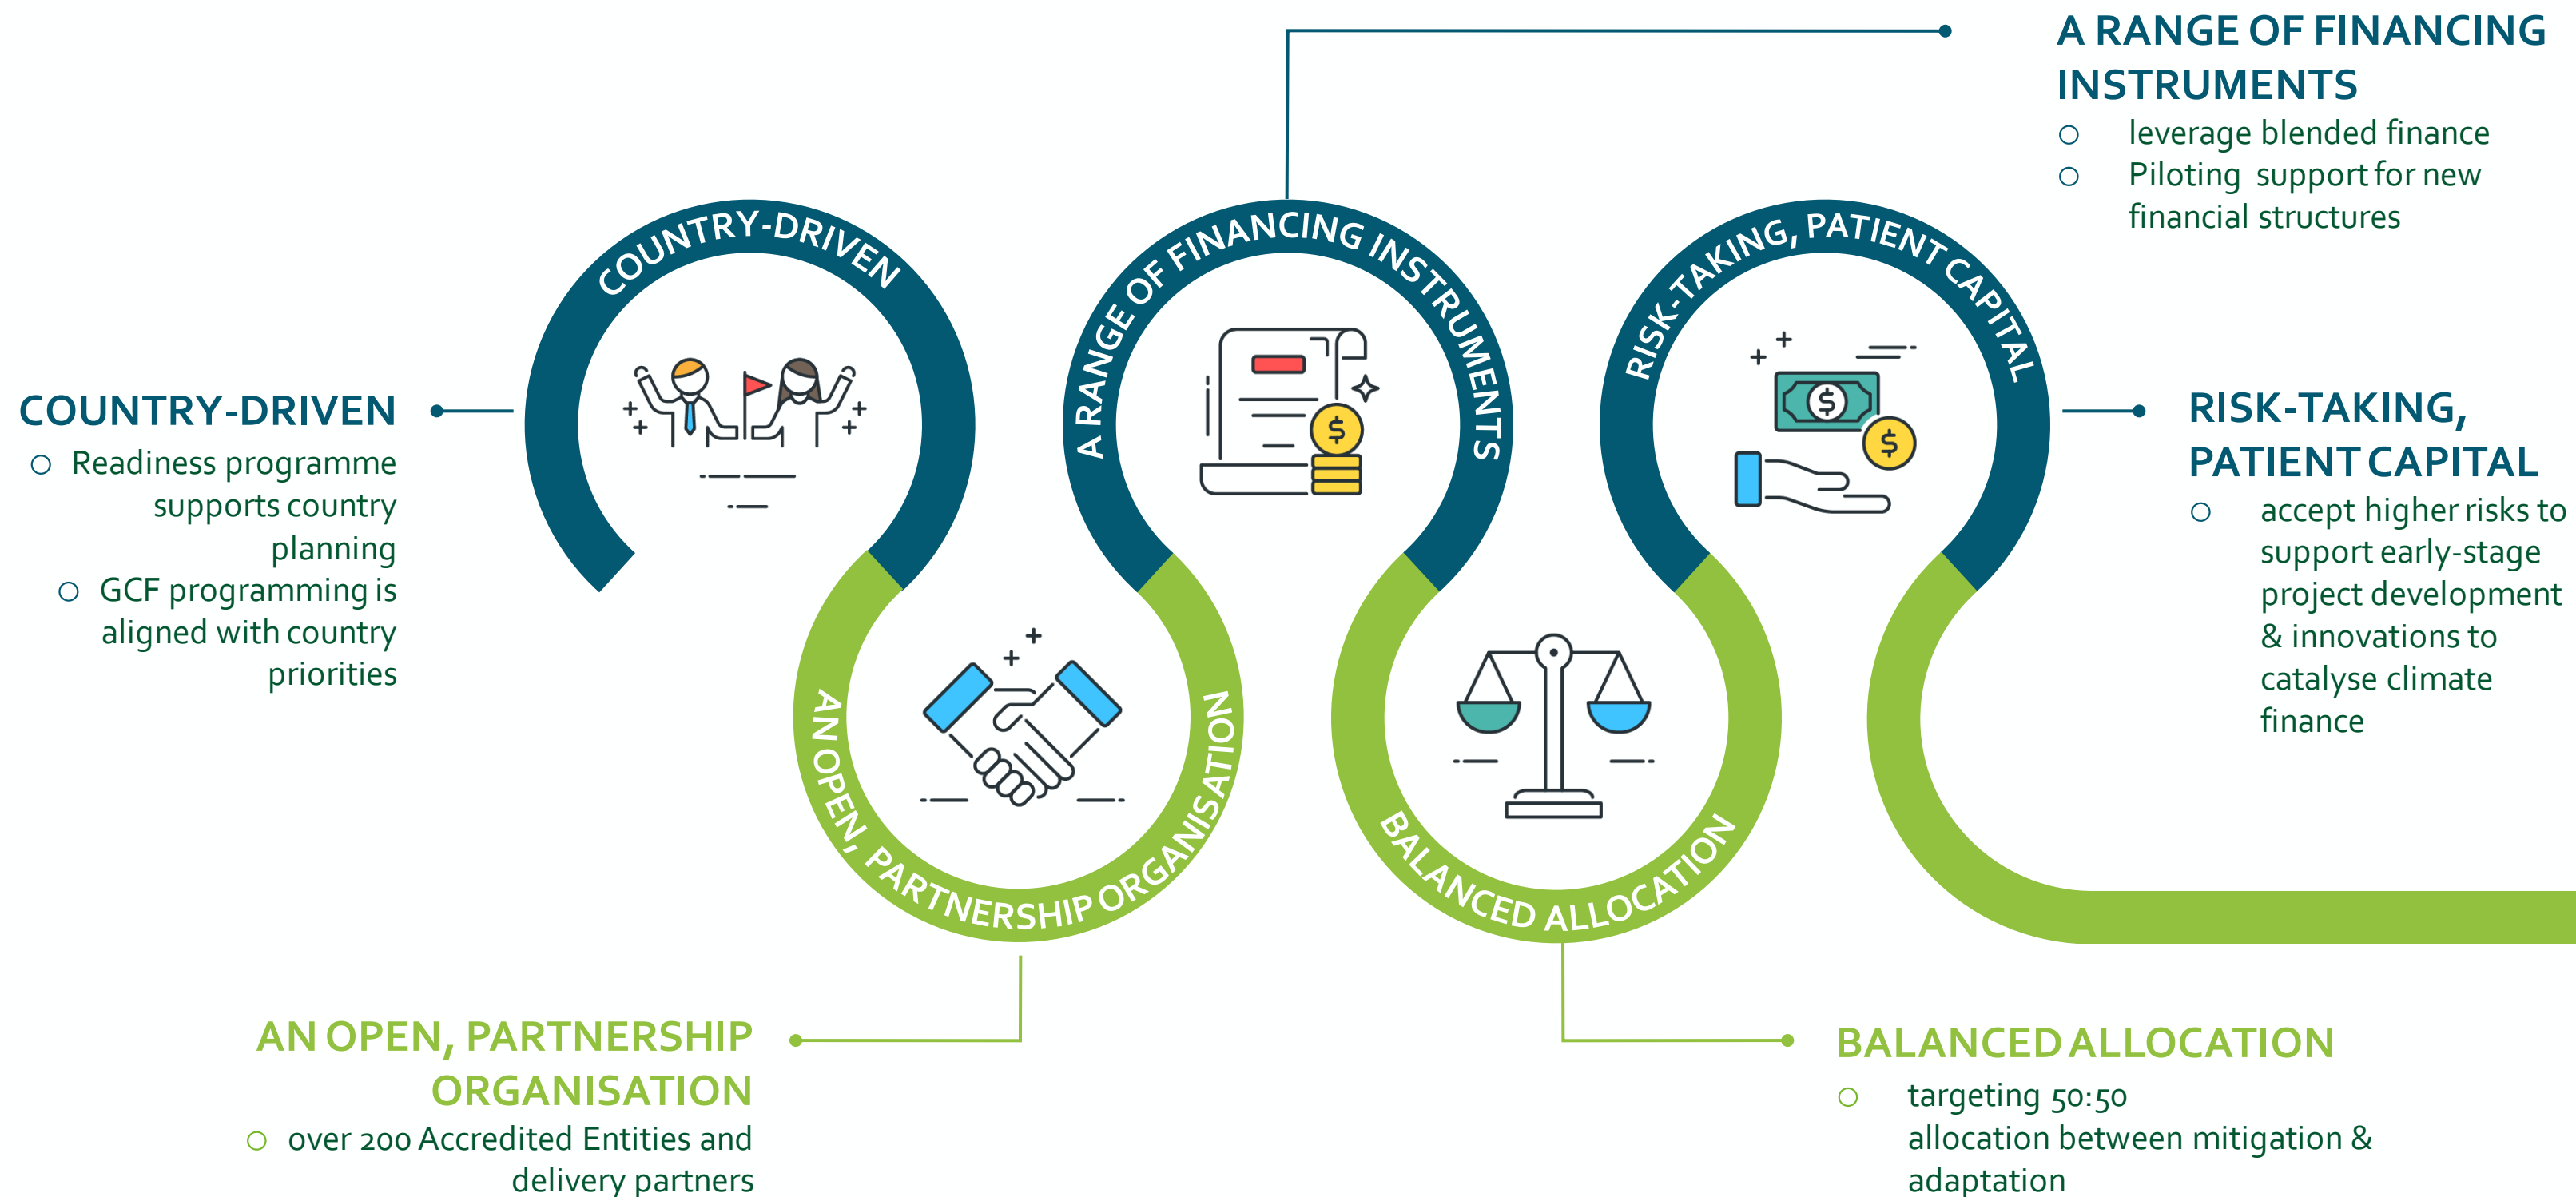 A RANGE OF FINANCING
INSTRUMENTS
○ leverage blended finance
○ Piloting support for new
financial structures
COUNTRY-DRIVEN
A RANGE OF FINANCING INSTRUMENTS
RISK-TAKING, PATIENT CAPITAL
COUNTRY-DRIVEN
○ Readiness programme
supports country
planning
○ GCF programming is
aligned with country
priorities
$
$
$
RISK-TAKING,
PATIENT CAPITAL
○ accept higher risks to
support early-stage
project development
& innovations to
catalyse climate
finance
AN OPEN, PARTNERSHIP ORGANISATION
BALANCED ALLOCATION
AN OPEN, PARTNERSHIP
ORGANISATION
○ over 200 Accredited Entities and
delivery partners
BALANCED ALLOCATION
○ targeting 50:50
allocation between mitigation &
adaptation